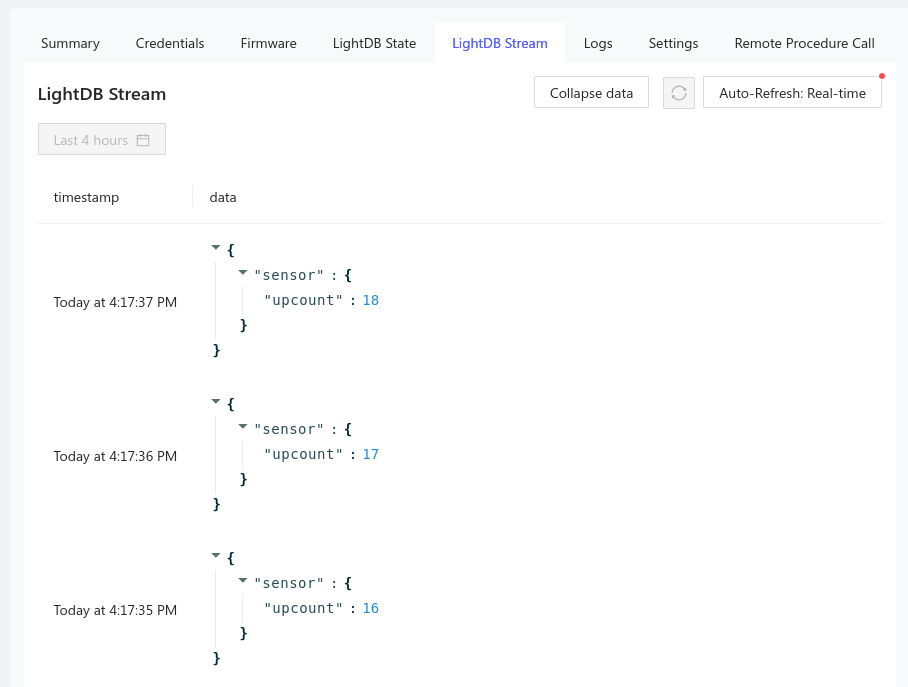 Summary Credentials Firmware LightDB State LightDB Stream Logs Settings Remote Procedure Call
LightDB Stream Collapse data Auto-Refresh: Real-time
Last 4 hours
timestamp data
{
"sensor" : {
Today at 4:17:37 PM "upcount" : 18
}
}
{
"sensor" : {
Today at 4:17:36 PM "upcount" : 17
}
}
{
"sensor" : {
Today at 4:17:35 PM "upcount" : 16
}
}